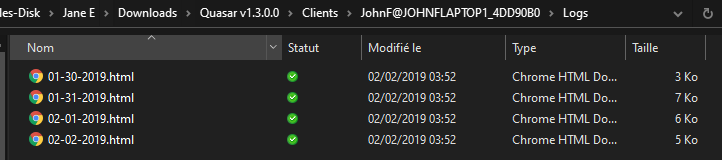 les-Disk > Jane E > Downloads > Quasar v1.3.0.0 > Clients > JohnF@JOHNFLAPTOP1_4DD90B0 > Logs
Nom Statut Modifié le Type Taille
01-30-2019.html 02/02/2019 03:52 Chrome HTML Do... 3 Ko
01-31-2019.html 02/02/2019 03:52 Chrome HTML Do... 7 Ko
02-01-2019.html 02/02/2019 03:52 Chrome HTML Do... 6 Ko
02-02-2019.html 02/02/2019 03:52 Chrome HTML Do... 5 Ko